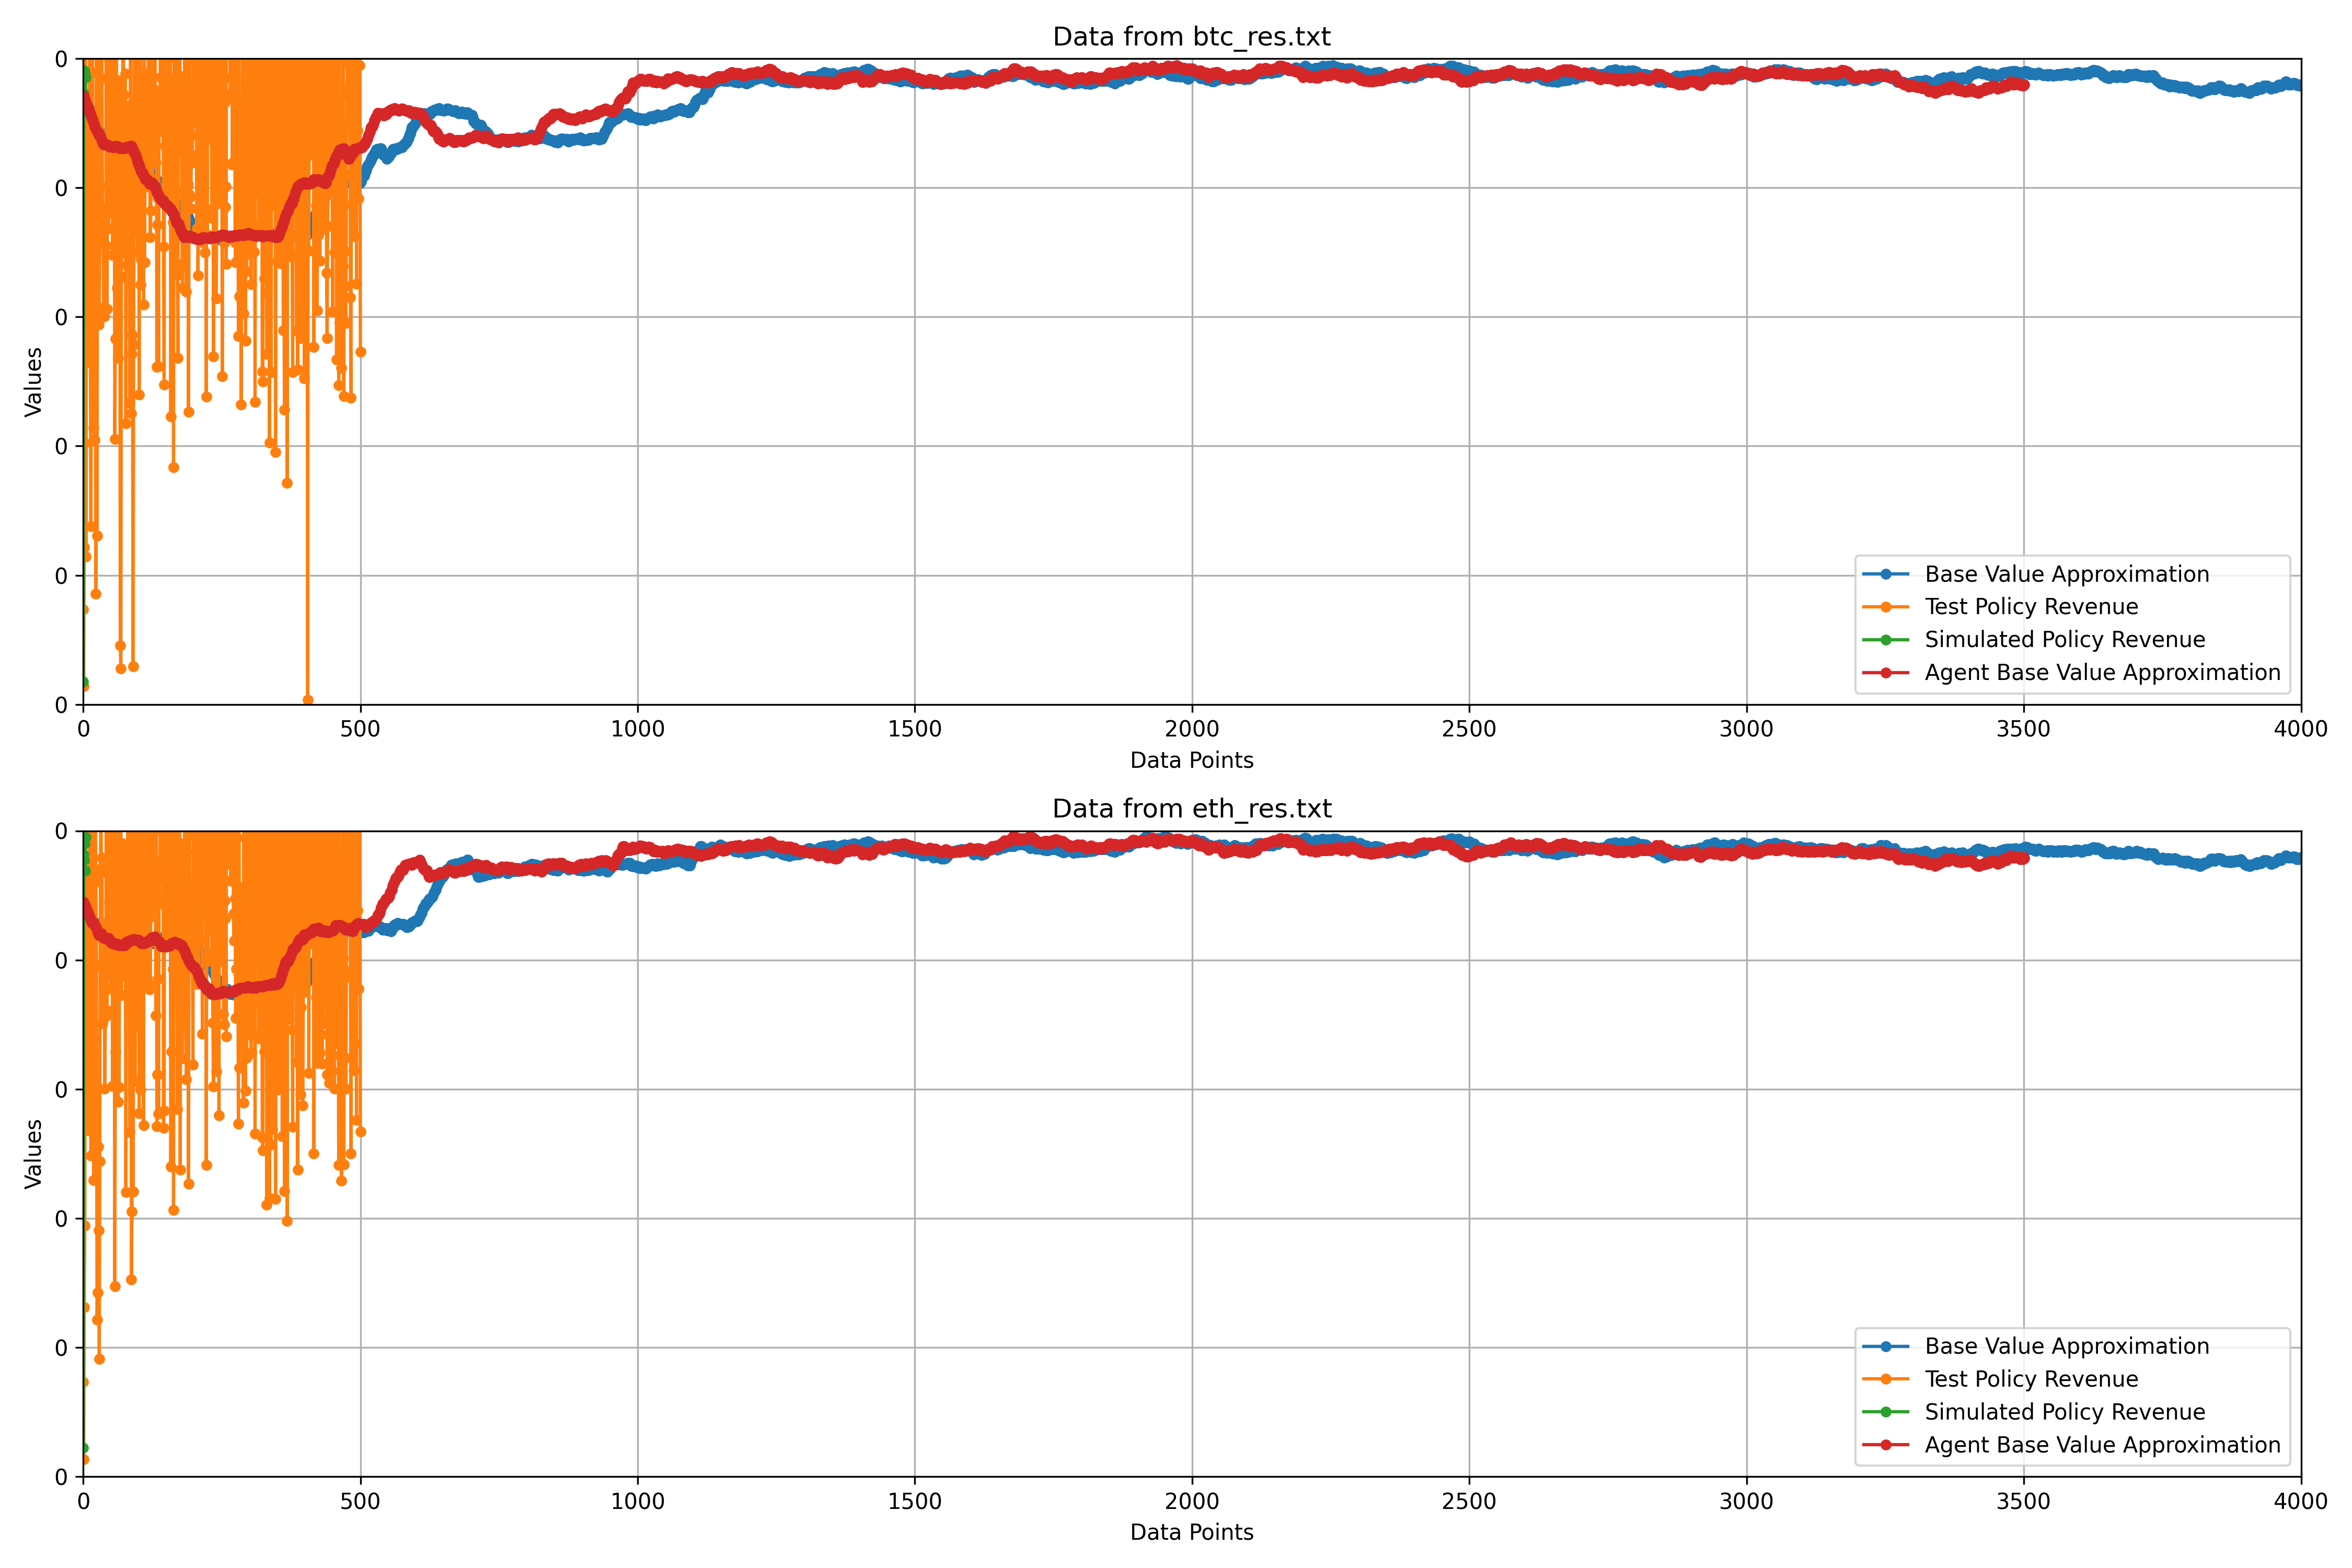 Data from btc_res.txt
0
0
0
0
0
0
Values
0 500 1000 1500 2000 2500 3000 3500 4000
Data Points
Base Value Approximation
Test Policy Revenue
Simulated Policy Revenue
Agent Base Value Approximation
Data from eth_res.txt
0
0
0
0
0
0
Values
0 500 1000 1500 2000 2500 3000 3500 4000
Data Points
Base Value Approximation
Test Policy Revenue
Simulated Policy Revenue
Agent Base Value Approximation